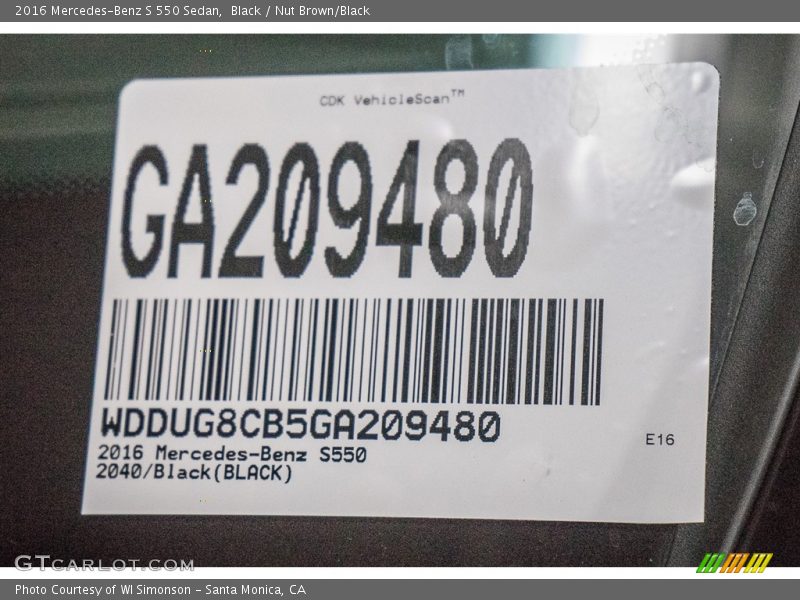 2016 Mercedes-Benz S 550 Sedan,  Black / Nut Brown/Black
CDK VehicleScan™
GA209480
WDDUG8CB5GA209480
2016 Mercedes-Benz S550
2040/Black(BLACK)
E16
GTCARLOT.COM
Photo Courtesy of WI Simonson - Santa Monica, CA